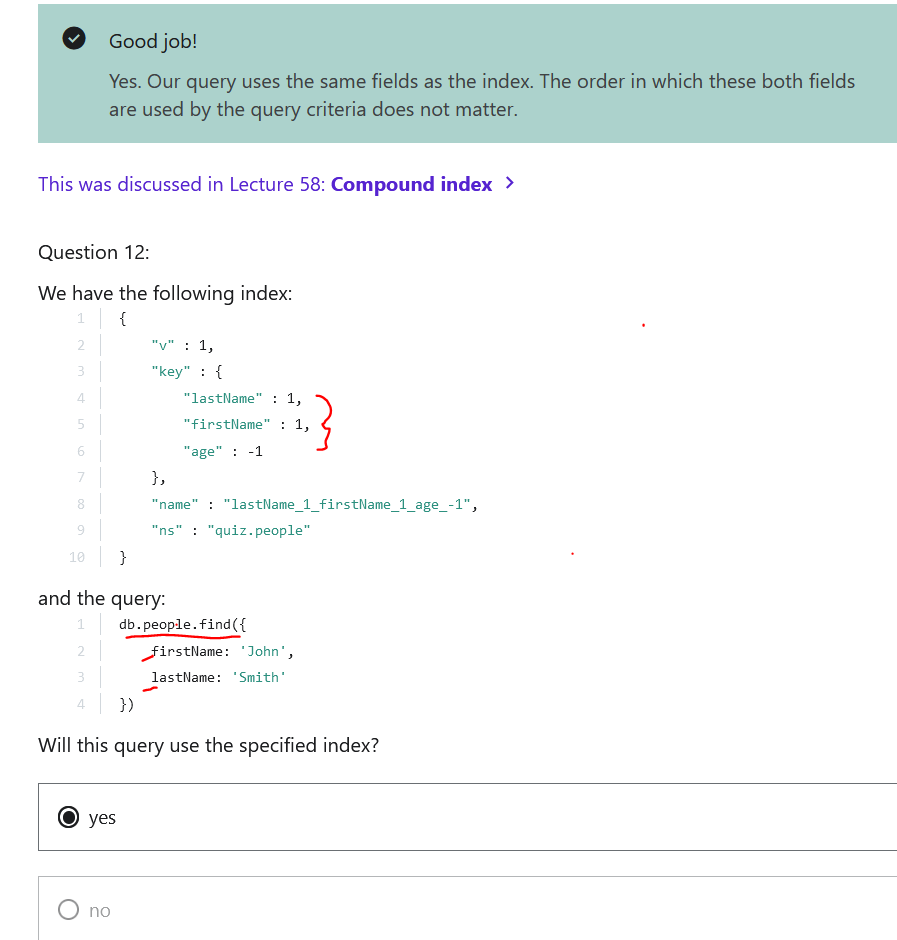 Good job!
Yes. Our query uses the same fields as the index. The order in which these both fields
are used by the query criteria does not matter.
This was discussed in Lecture 58: Compound index >
Question 12:
We have the following index:
1 {
2 "v" : 1,
3 "key" : {
4 "lastName" : 1,
5 "firstName" : 1,
6 "age" : -1
7 },
8 "name" : "lastName_1_firstName_1_age_-1",
9 "ns" : "quiz.people"
10 }
and the query:
1 db.people.find({
2 firstName: 'John',
3 lastName: 'Smith'
4 })
Will this query use the specified index?
yes
no